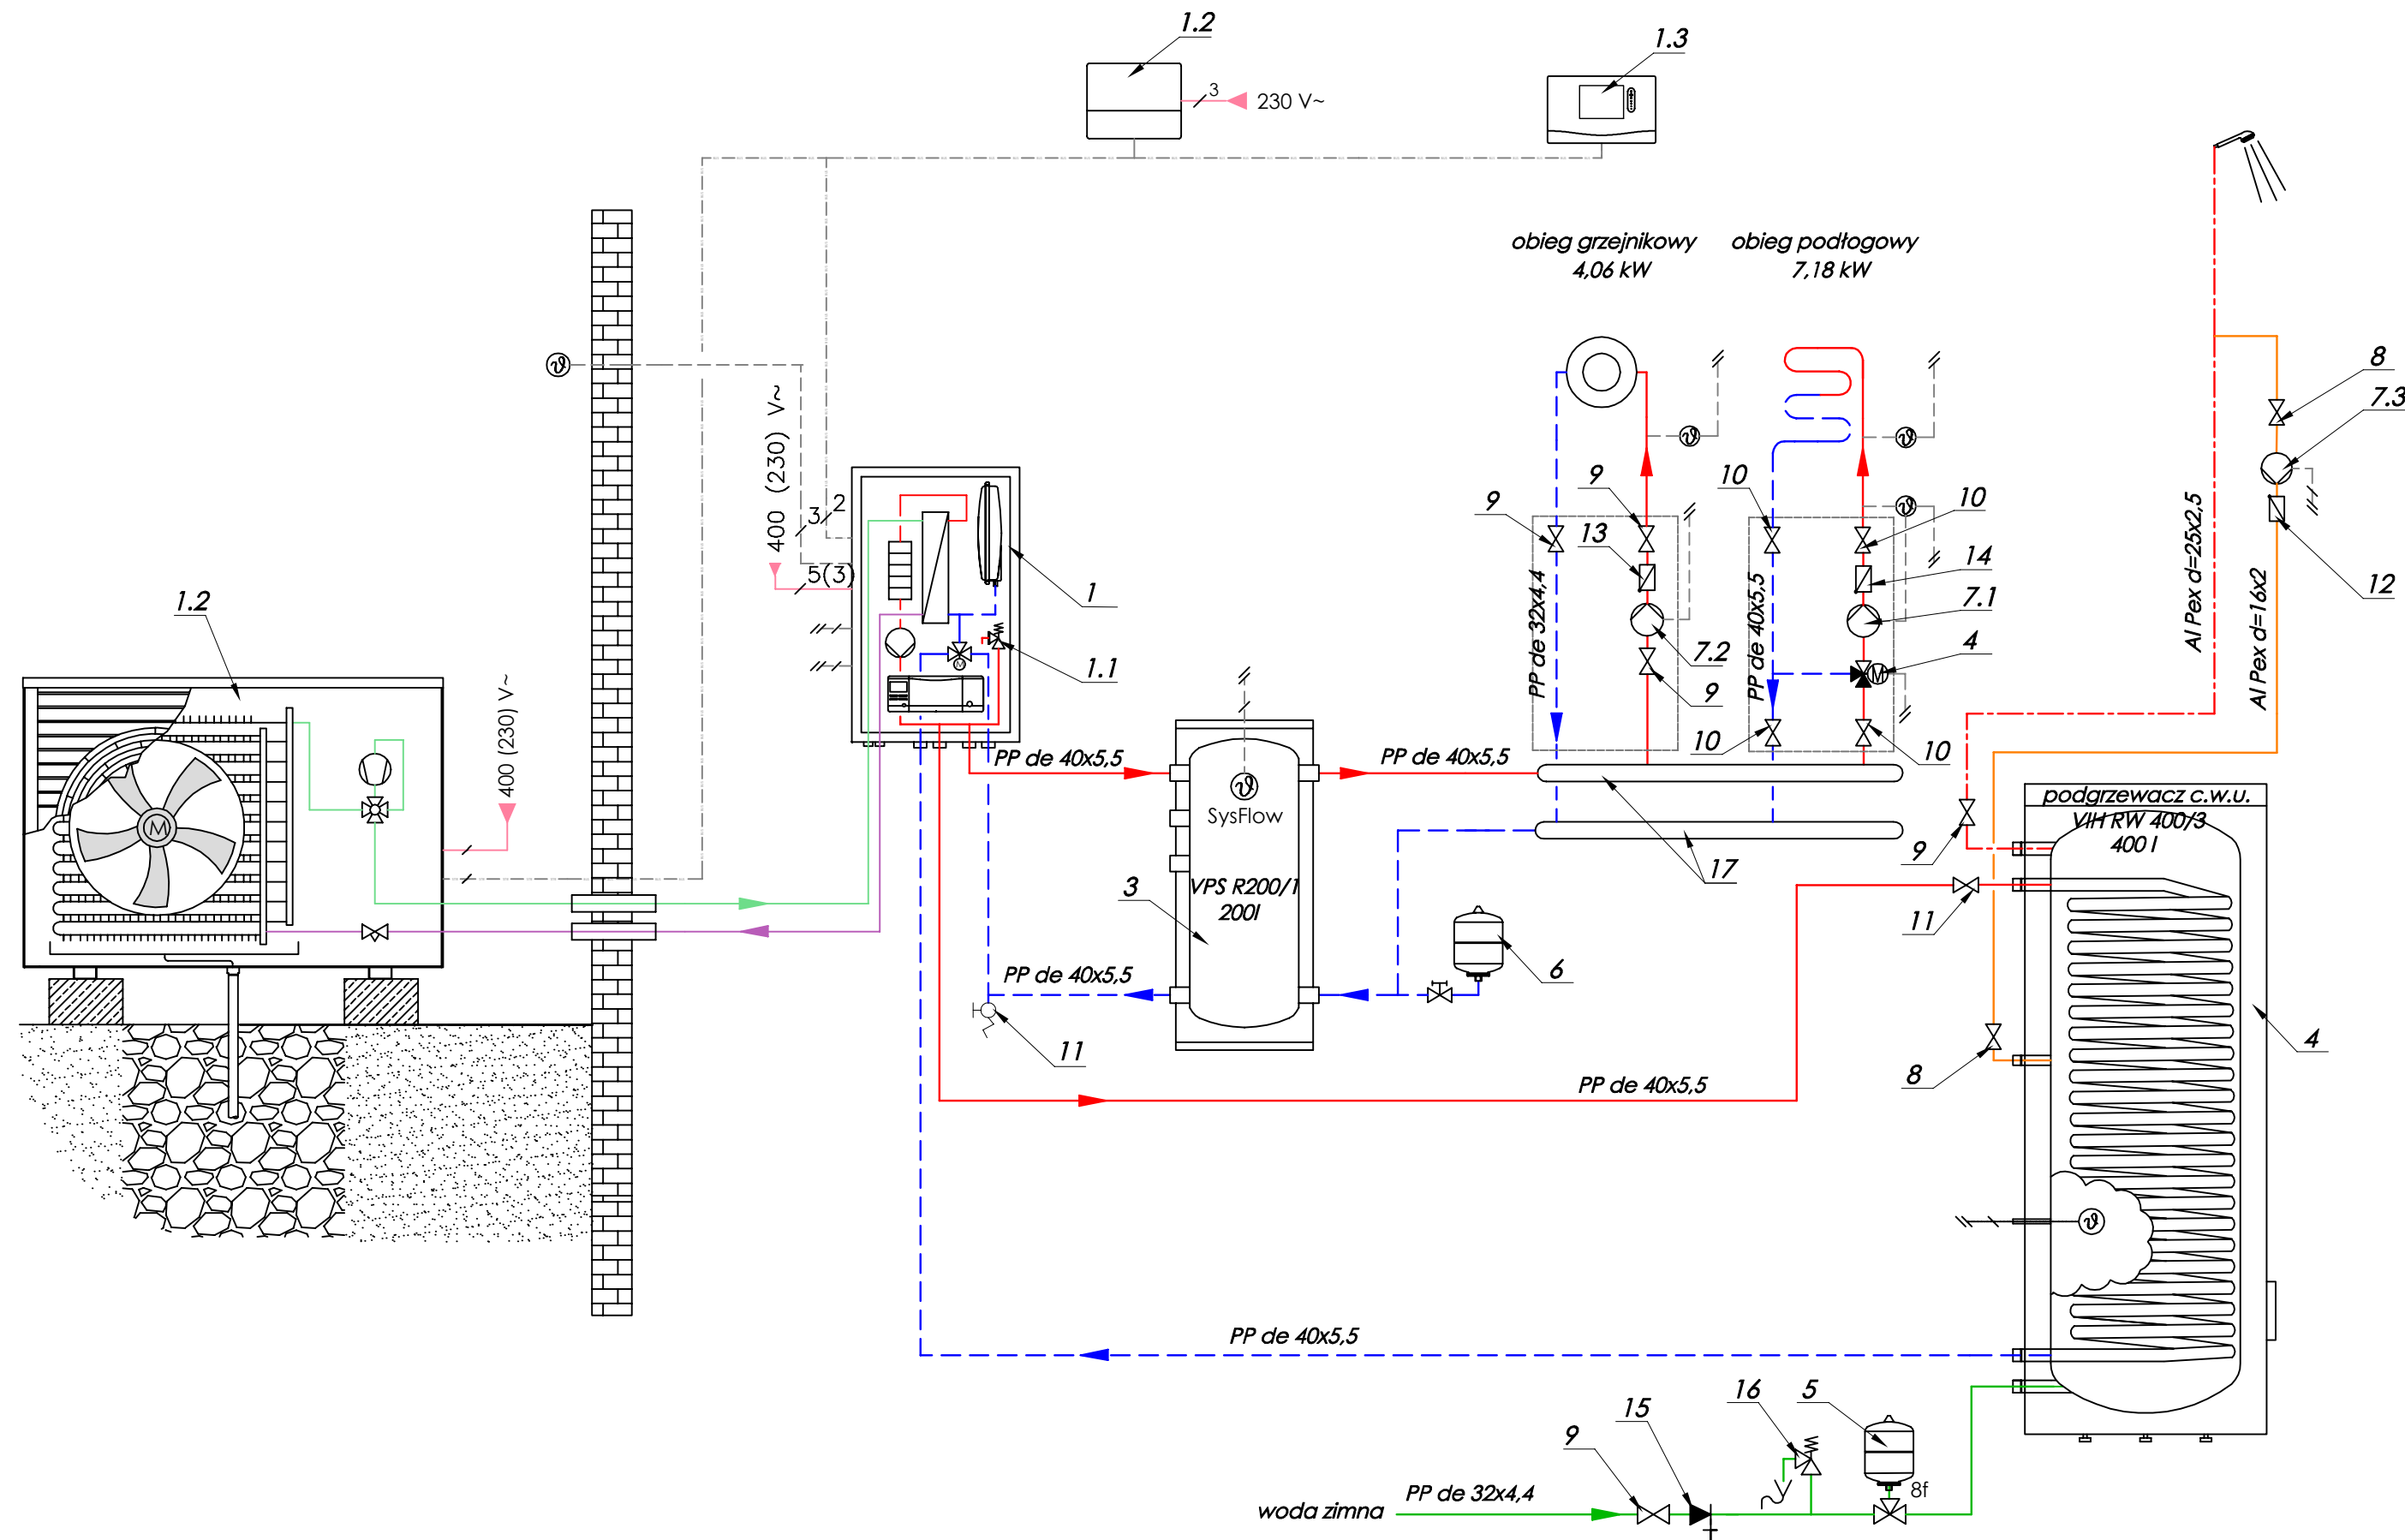 1.2
1.3
3
230 V~
obieg grzejnikowy
4,06 kW
obieg podłogowy
7,18 kW
8
7.3
12
Al Pex d=25x2,5
Al Pex d=16x2
400 (230) V~
3
2
5(3)
1
1.1
1.2
400 (230) V~
M
M
9
9
13
PP de 32x4,4
7.2
9
10
10
14
7.1
4
M
PP de 40x5,5
10
10
PP de 40x5,5
PP de 40x5,5
SysFlow
VPS R200/1
200l
3
17
podgrzewacz c.w.u.
VIH RW 400/3
400 l
9
11
6
PP de 40x5,5
11
8
4
PP de 40x5,5
PP de 40x5,5
16
5
15
9
8f
woda zimna
PP de 32x4,4